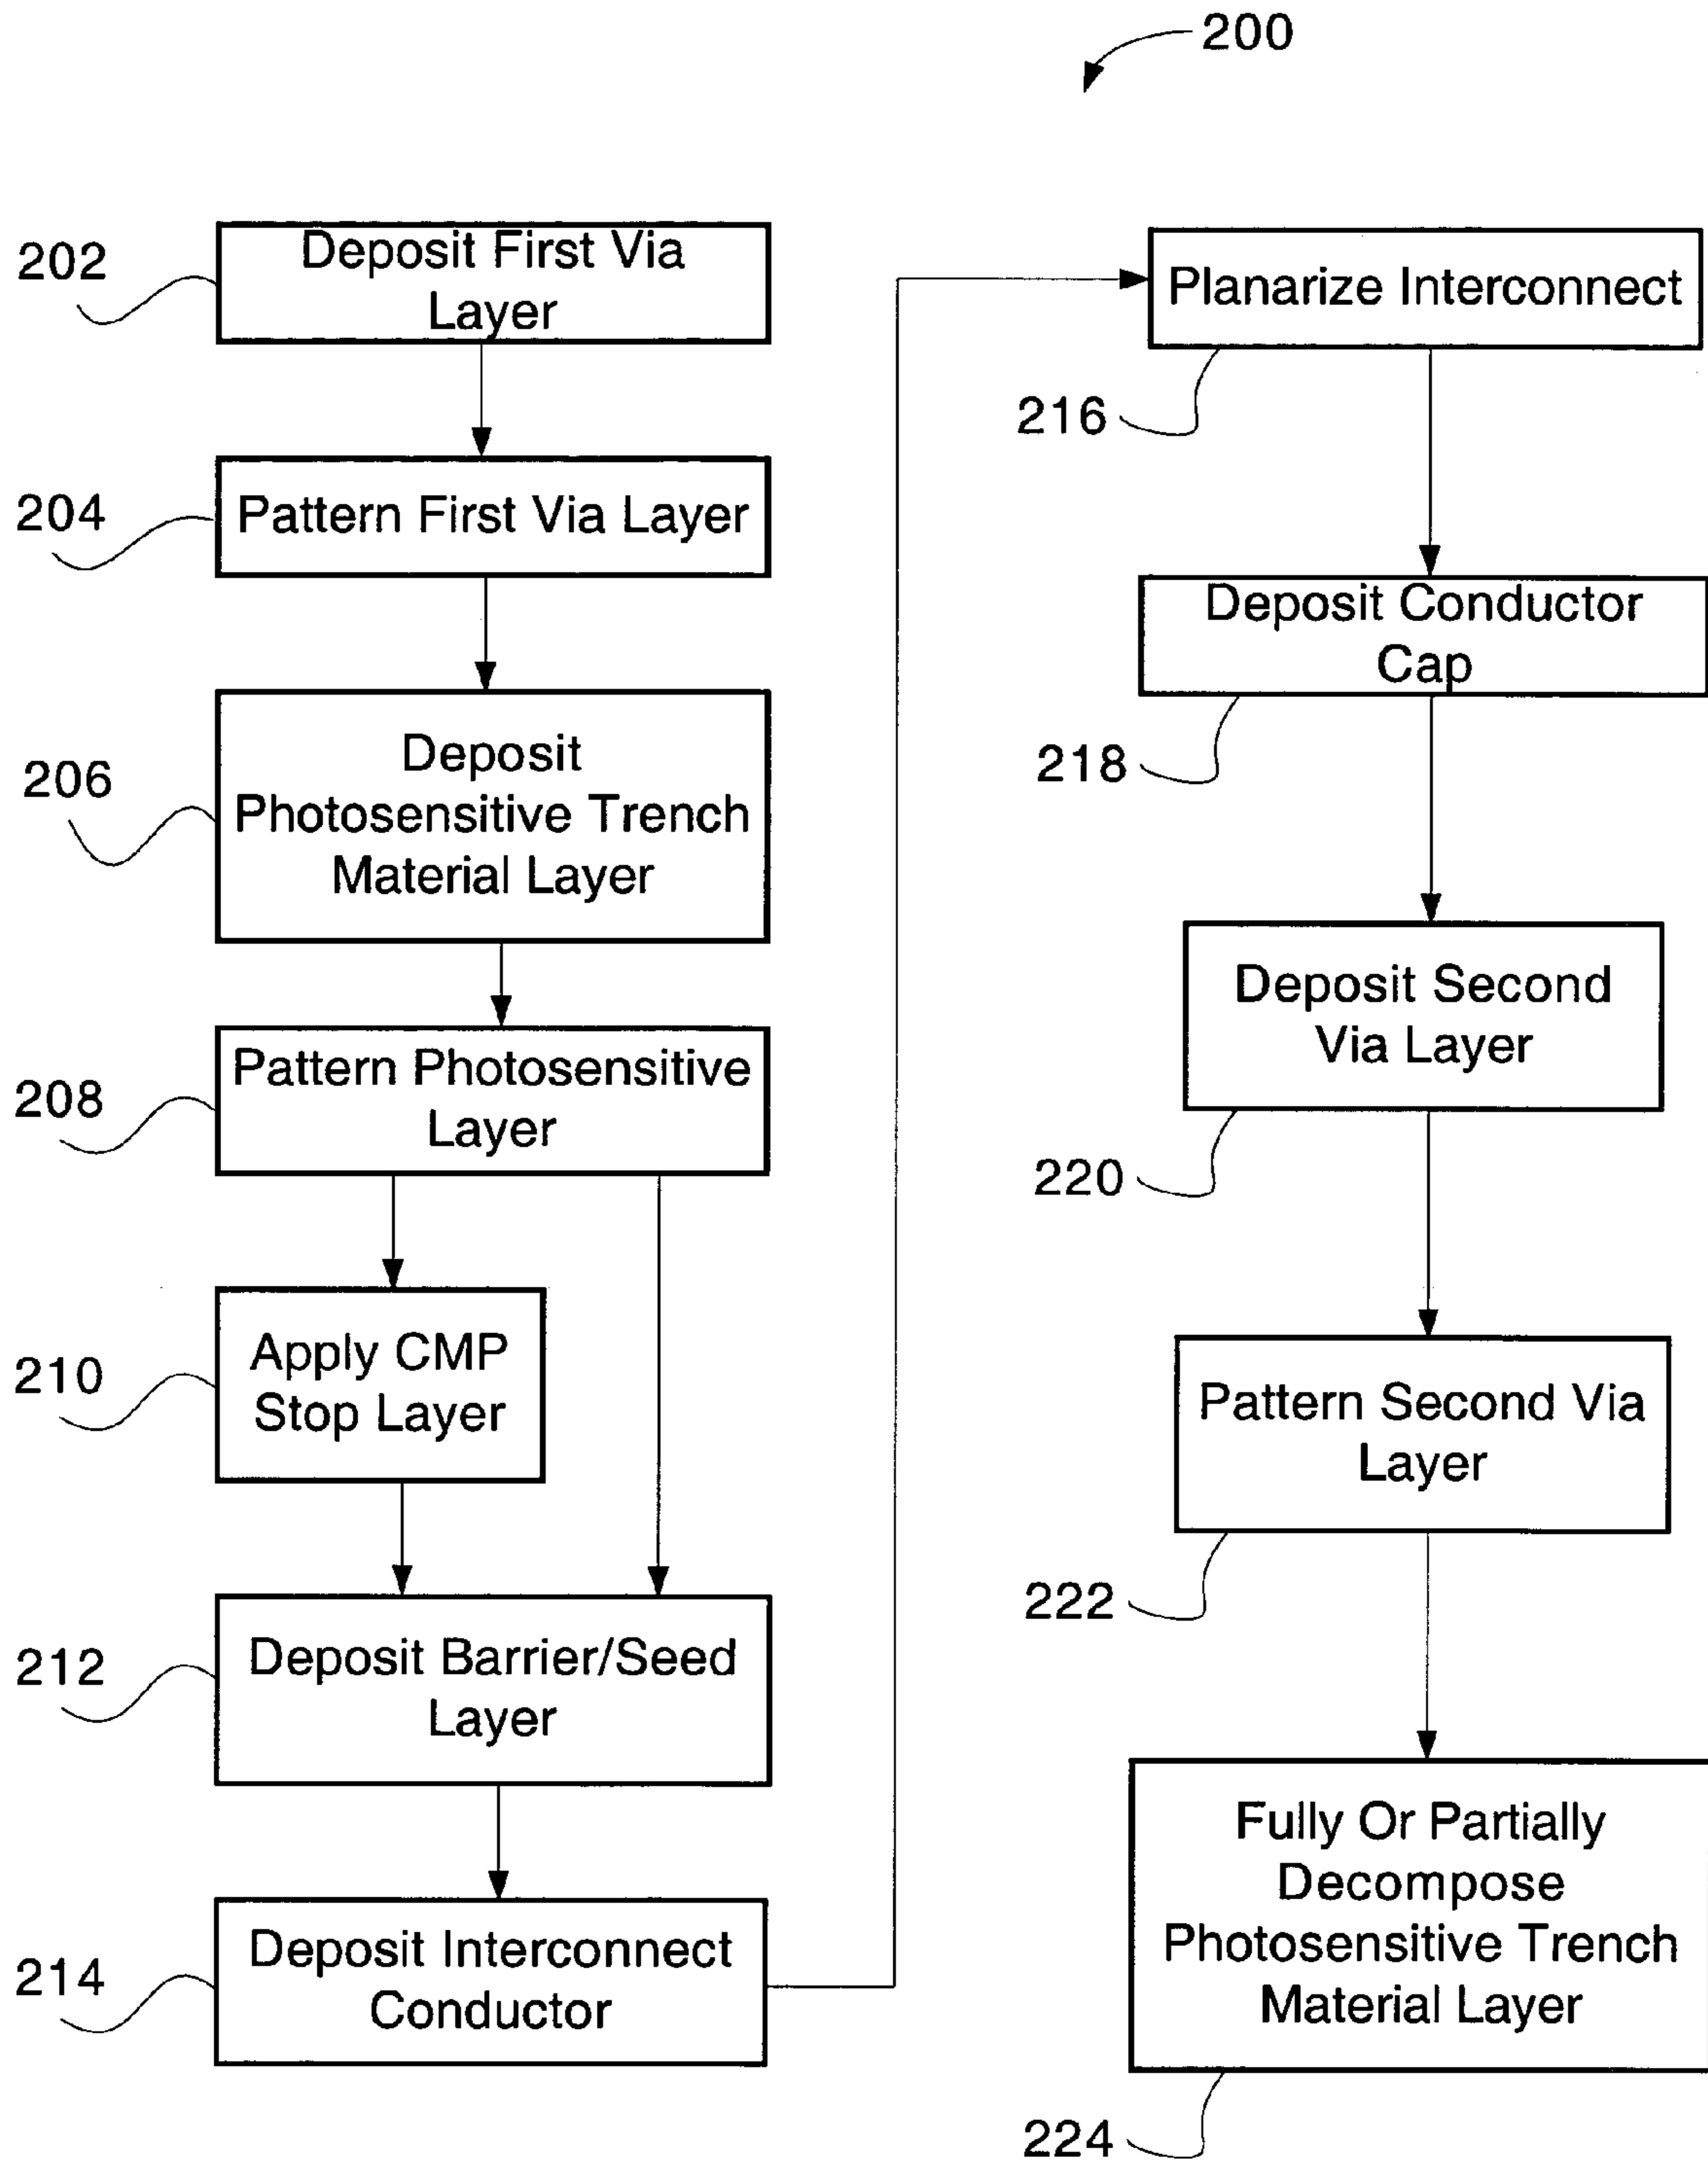 200
202
Deposit First Via
Layer
204
Pattern First Via Layer
206
Deposit
Photosensitive Trench
Material Layer
208
Pattern Photosensitive
Layer
210
Apply CMP
Stop Layer
212
Deposit Barrier/Seed
Layer
214
Deposit Interconnect
Conductor
Planarize Interconnect
216
Deposit Conductor
Cap
218
Deposit Second
Via Layer
220
Pattern Second Via
Layer
222
Fully Or Partially
Decompose
Photosensitive Trench
Material Layer
224